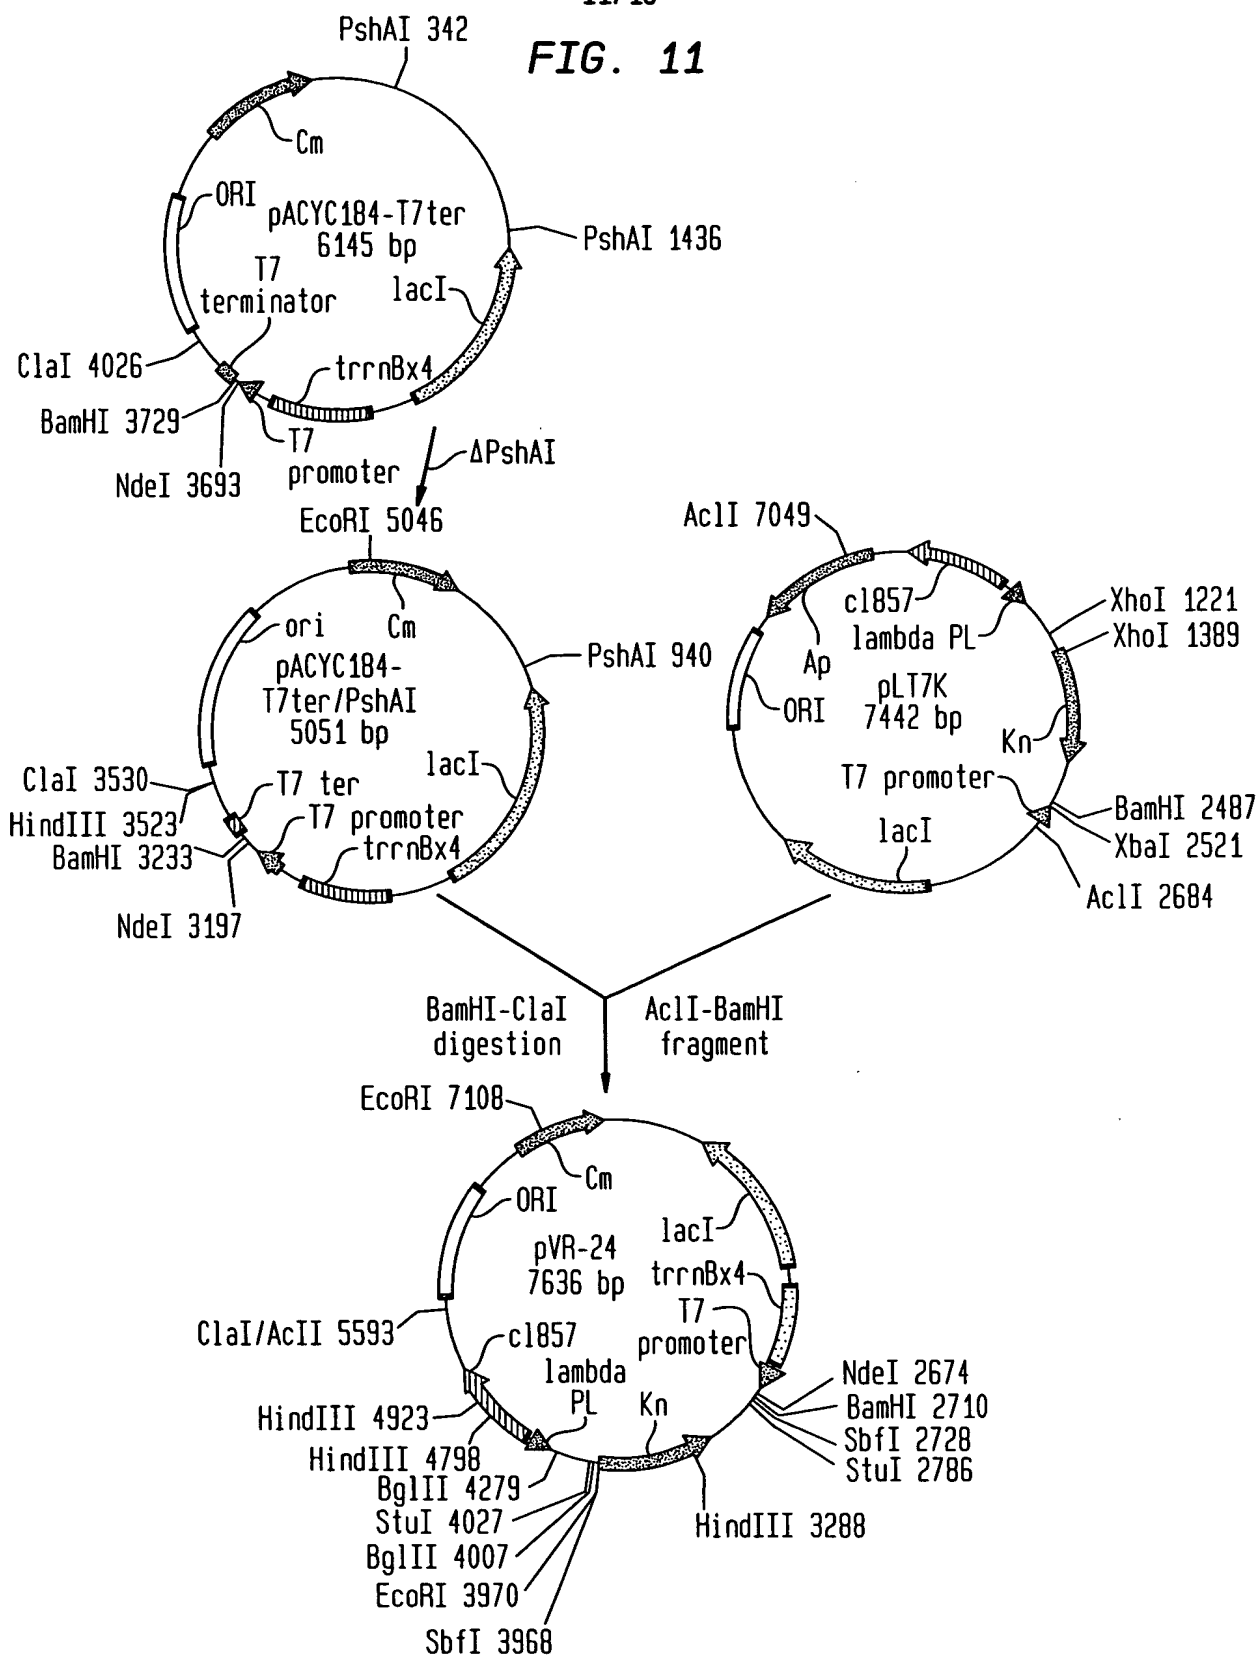 FIG. 11
PshAI 342
Cm
ORI
pACYC184-T7ter
6145 bp
PshAI 1436
T7
terminator
lacI
ClaI 4026
trrnBx4
BamHI 3729
T7
promoter
NdeI 3693
ΔPshAI
EcoRI 5046
ori
Cm
pACYC184-
T7ter/PshAI
5051 bp
PshAI 940
lacI
ClaI 3530
T7 ter
HindIII 3523
T7 promoter
BamHI 3233
trrnBx4
NdeI 3197
AclI 7049
cl857
XhoI 1221
lambda PL
XhoI 1389
Ap
pLT7K
7442 bp
ORI
Kn
T7 promoter
BamHI 2487
lacI
XbaI 2521
AclI 2684
BamHI-ClaI
digestion
AclI-BamHI
fragment
EcoRI 7108
Cm
ORI
lacI
pVR-24
7636 bp
trrnBx4
T7
promoter
ClaI/AcII 5593
cl857
lambda
PL
Kn
NdeI 2674
BamHI 2710
SbfI 2728
StuI 2786
HindIII 4923
HindIII 4798
BglII 4279
StuI 4027
HindIII 3288
BglII 4007
EcoRI 3970
SbfI 3968